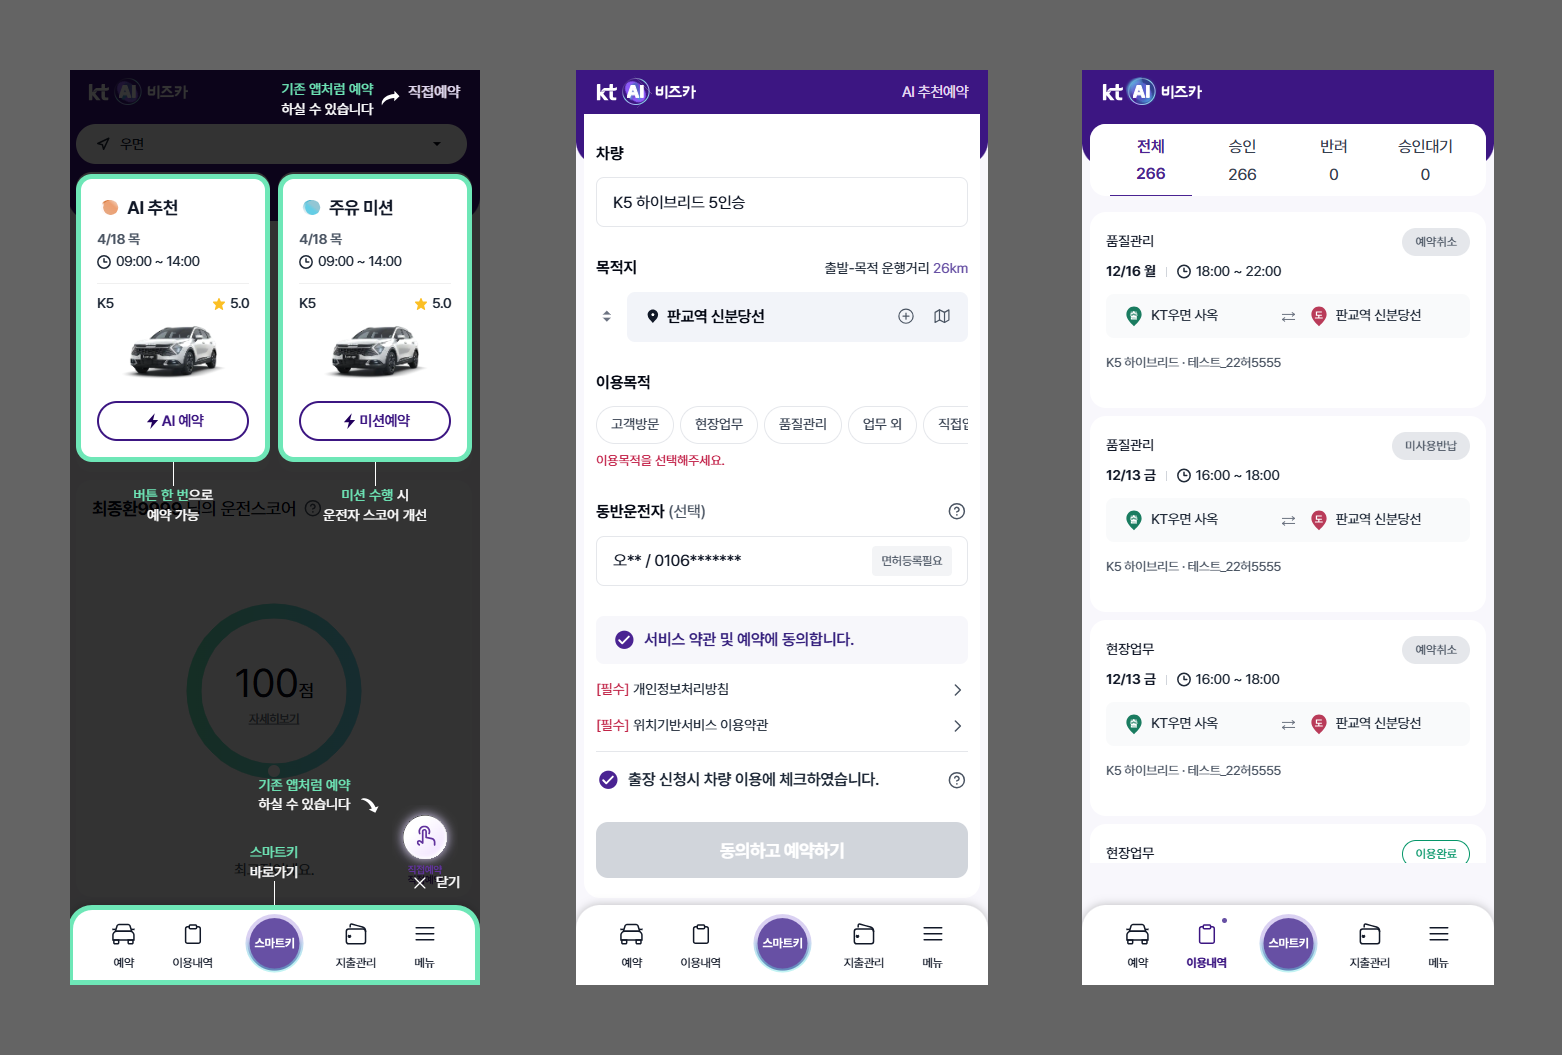 kt AI 비즈카
기존 앱처럼 예약
하실 수 있습니다
직접예약
우면
AI 추천
4/18 목
09:00 ~ 14:00
K5
5.0
AI 예약
주유 미션
4/18 목
09:00 ~ 14:00
K5
5.0
미션예약
버튼 한 번으로
예약 가능
미션 수행 시
운전자 스코어 개선
최종환9929 님의 운전스코어
100점
자세히보기
기존 앱처럼 예약
하실 수 있습니다
스마트키
바로가기
직접예약
닫기
예약
이용내역
스마트키
지출관리
메뉴
kt AI 비즈카
AI 추천예약
차량
K5 하이브리드 5인승
목적지
출발-목적 운행거리 26km
판교역 신분당선
이용목적
고객방문
현장업무
품질관리
업무 외
이용목적을 선택해주세요.
동반운전자 (선택)
오** / 0106*******
면허등록필요
서비스 약관 및 예약에 동의합니다.
[필수] 개인정보처리방침
[필수] 위치기반서비스 이용약관
출장 신청시 차량 이용에 체크하였습니다.
동의하고 예약하기
예약
이용내역
스마트키
지출관리
메뉴
kt AI 비즈카
전체
266
승인
266
반려
0
승인대기
0
품질관리
예약취소
12/16 월
18:00 ~ 22:00
출 KT우면 사옥
도 판교역 신분당선
K5 하이브리드 · 테스트_22허5555
품질관리
미사용반납
12/13 금
16:00 ~ 18:00
출 KT우면 사옥
도 판교역 신분당선
K5 하이브리드 · 테스트_22허5555
현장업무
예약취소
12/13 금
16:00 ~ 18:00
출 KT우면 사옥
도 판교역 신분당선
K5 하이브리드 · 테스트_22허5555
현장업무
이용완료
예약
이용내역
스마트키
지출관리
메뉴